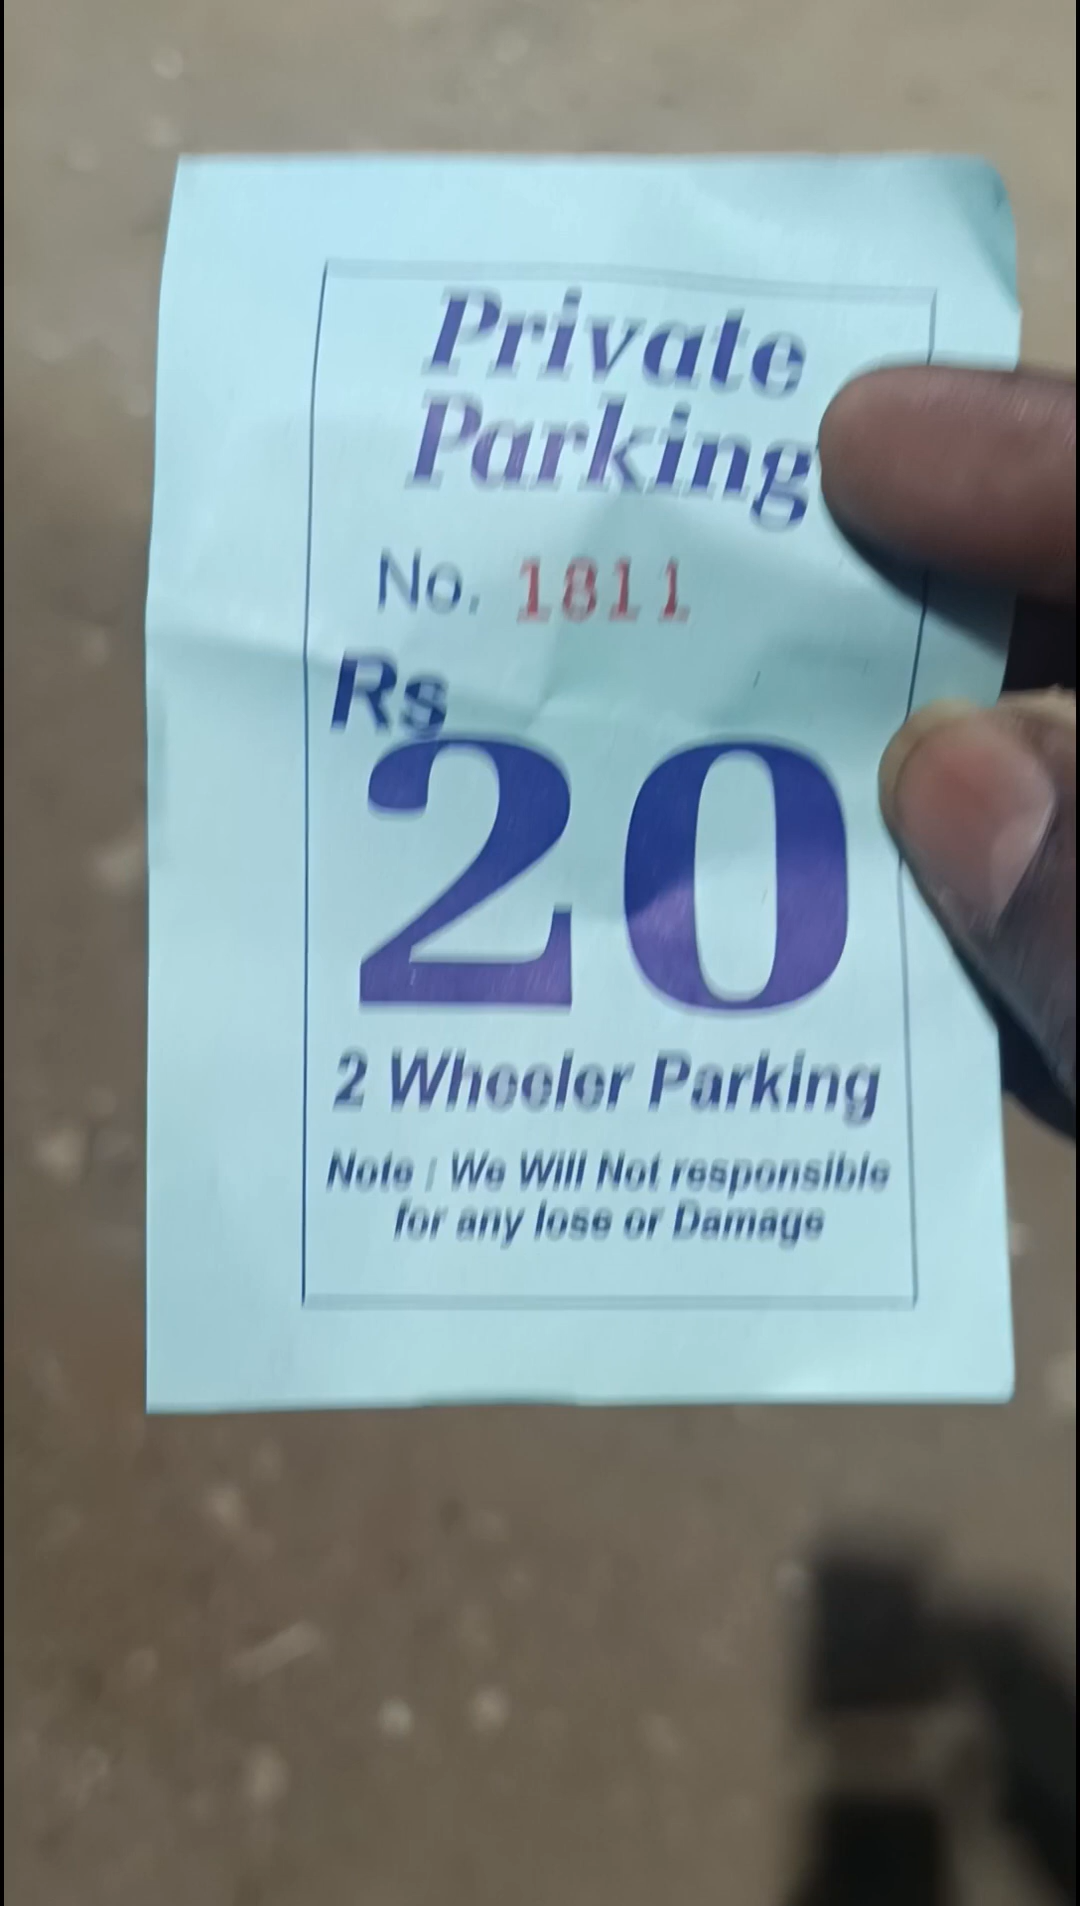 Private
Parking
No. 1811
Rs
20
2 Wheeler Parking
Note : We Will Not responsible
for any lose or Damage